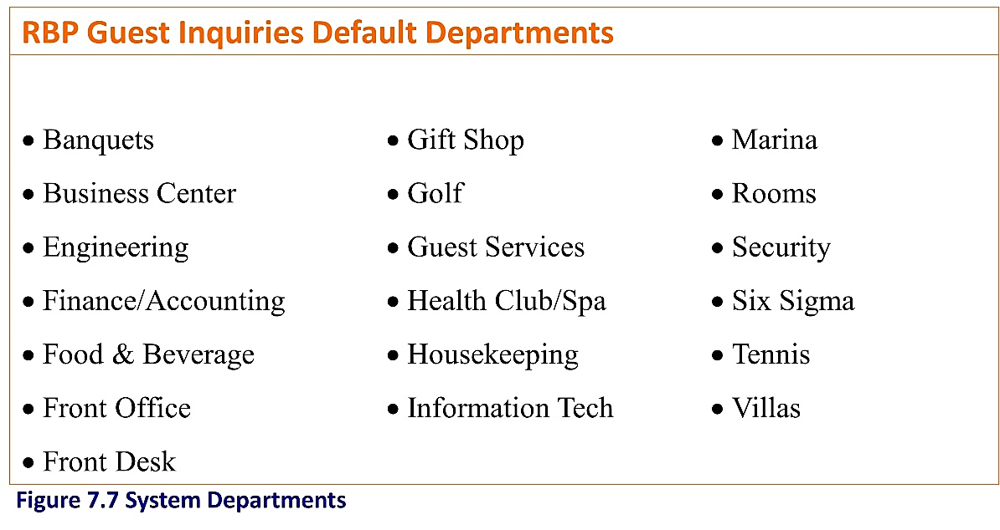 RBP Guest Inquiries Default Departments
• Banquets
• Business Center
• Engineering
• Finance/Accounting
• Food & Beverage
• Front Office
• Front Desk
• Gift Shop
• Golf
• Guest Services
• Health Club/Spa
• Housekeeping
• Information Tech
• Marina
• Rooms
• Security
• Six Sigma
• Tennis
• Villas
Figure 7.7 System Departments